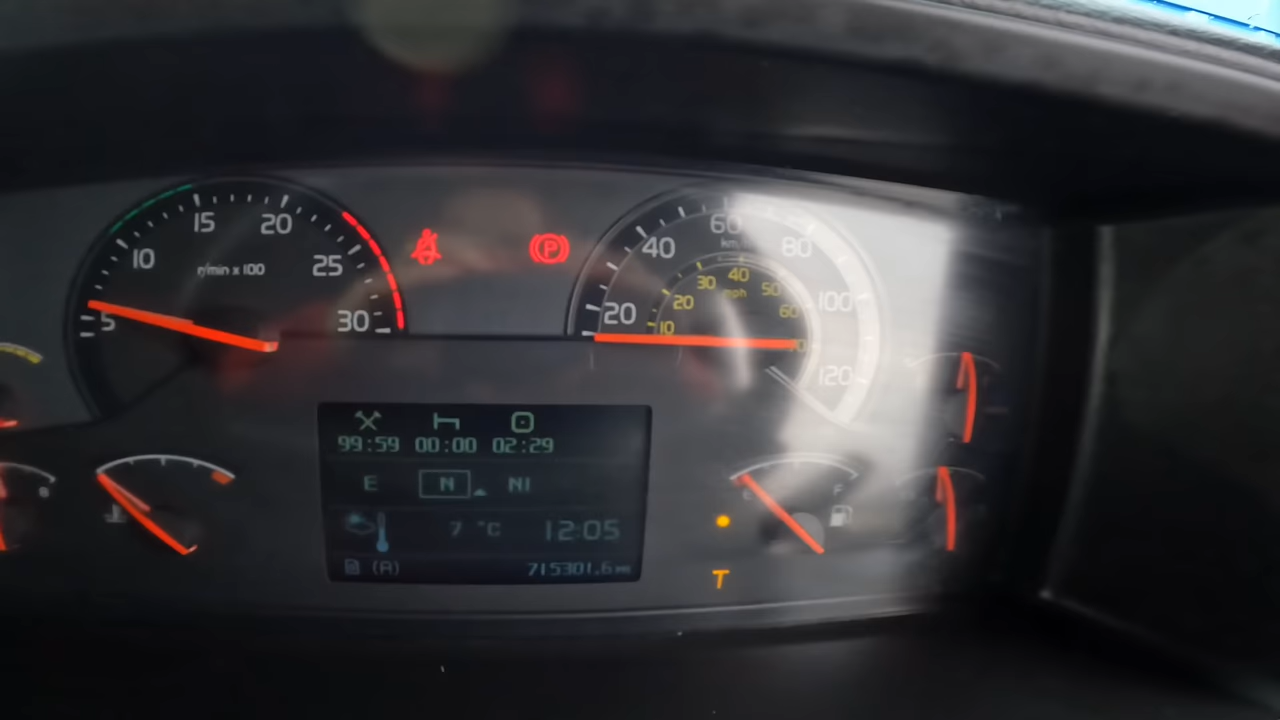 5 10 15 20 25 30
r/min x 100
P
20 40 60 80 100 120
km/h
10 20 30 40 50 60 70
mph
99:59 00:00 02:29
E N NI
7 °C 12:05
(A) 715301.6
E F
T